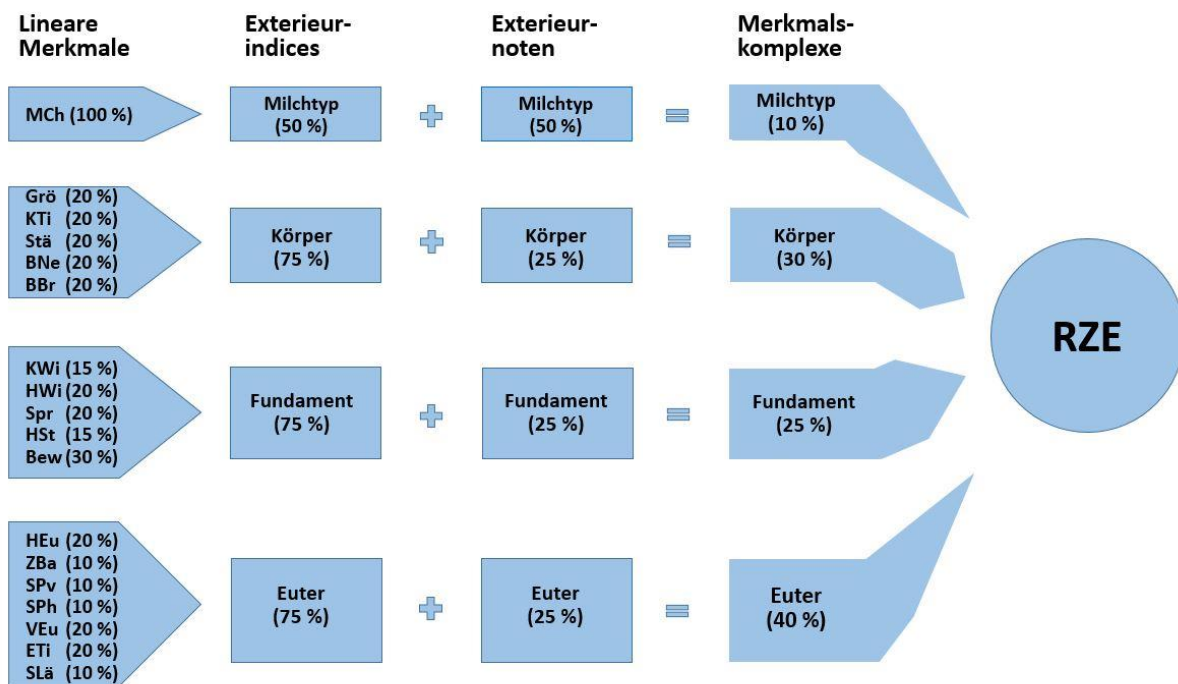 Lineare
Merkmale
Exterieur-
indices
Exterieur-
noten
Merkmals-
komplexe
MCh (100 %)
Milchtyp
(50 %)
Milchtyp
(50 %)
Milchtyp
(10 %)
Grö (20 %)
KTi (20 %)
Stä (20 %)
BNe (20 %)
BBr (20 %)
Körper
(75 %)
Körper
(25 %)
Körper
(30 %)
KWi (15 %)
HWi (20 %)
Spr (20 %)
HSt (15 %)
Bew (30 %)
Fundament
(75 %)
Fundament
(25 %)
Fundament
(25 %)
HEu (20 %)
ZBa (10 %)
SPv (10 %)
SPh (10 %)
VEu (20 %)
ETi (20 %)
SLä (10 %)
Euter
(75 %)
Euter
(25 %)
Euter
(40 %)
RZE